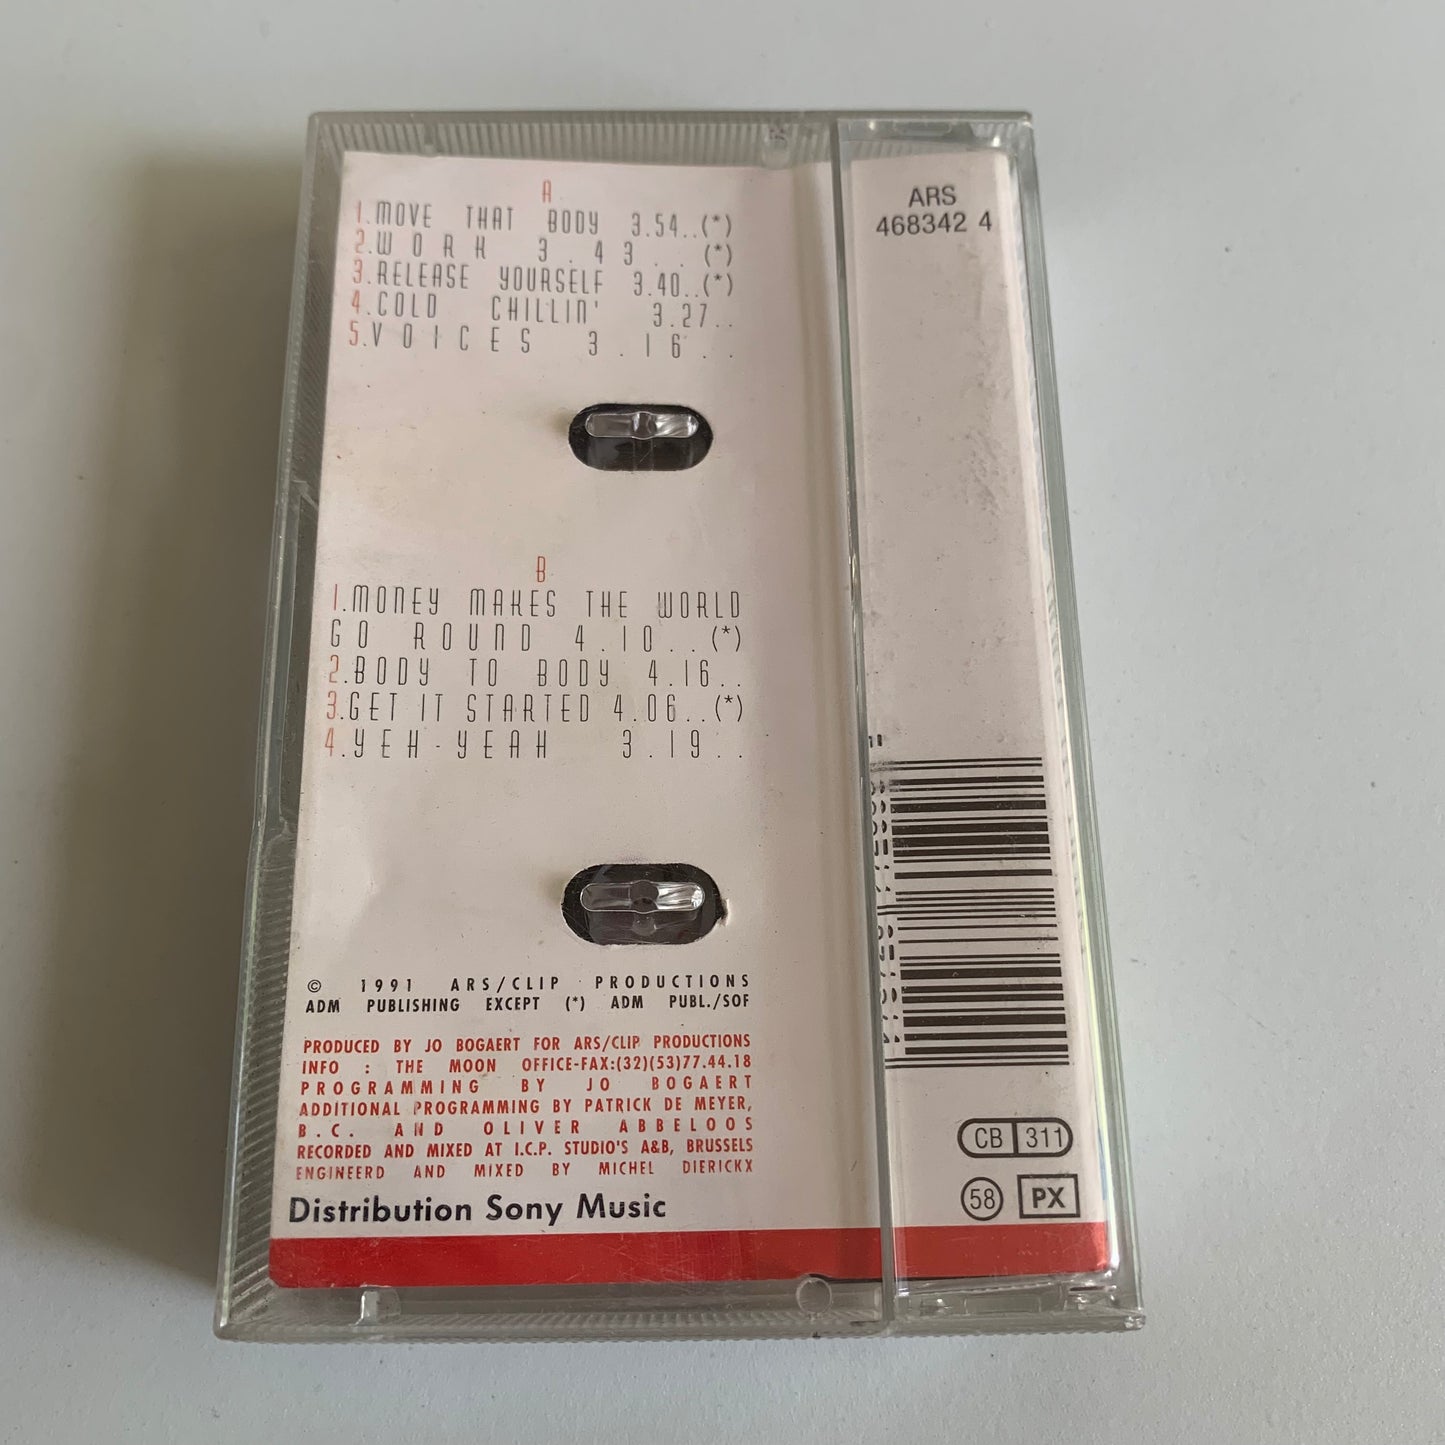 A
1.MOVE THAT BODY 3.54..(*)
2.WORK 3.43..(*)
3.RELEASE YOURSELF 3.40..(*)
4.COLD CHILLIN' 3.27..
5.VOICES 3.16..
B
1.MONEY MAKES THE WORLD
GO ROUND 4.10..(*)
2.BODY TO BODY 4.16..
3.GET IT STARTED 4.06..(*)
4.YEH-YEAH 3.19..
© 1991 ARS/CLIP PRODUCTIONS
ADM PUBLISHING EXCEPT (*) ADM PUBL./SOF
PRODUCED BY JO BOGAERT FOR ARS/CLIP PRODUCTIONS
INFO : THE MOON OFFICE-FAX:(32)(53)77.44.18
PROGRAMMING BY JO BOGAERT
ADDITIONAL PROGRAMMING BY PATRICK DE MEYER,
B.C. AND OLIVER ABBELOOS
RECORDED AND MIXED AT I.C.P. STUDIO'S A&B, BRUSSELS
ENGINEERD AND MIXED BY MICHEL DIERICKX
Distribution Sony Music
ARS
468342 4
CB 311
58 PX